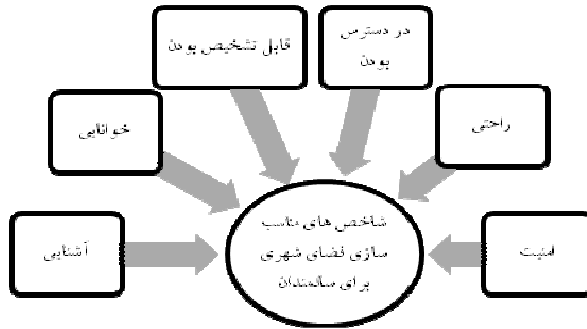 در دسترس
بودن
قابل تشخیص بودن
راحتی
خوانایی
شاخص های مناسب
سازی فضای شهری
برای سالمندان
امنیت
آشنایی